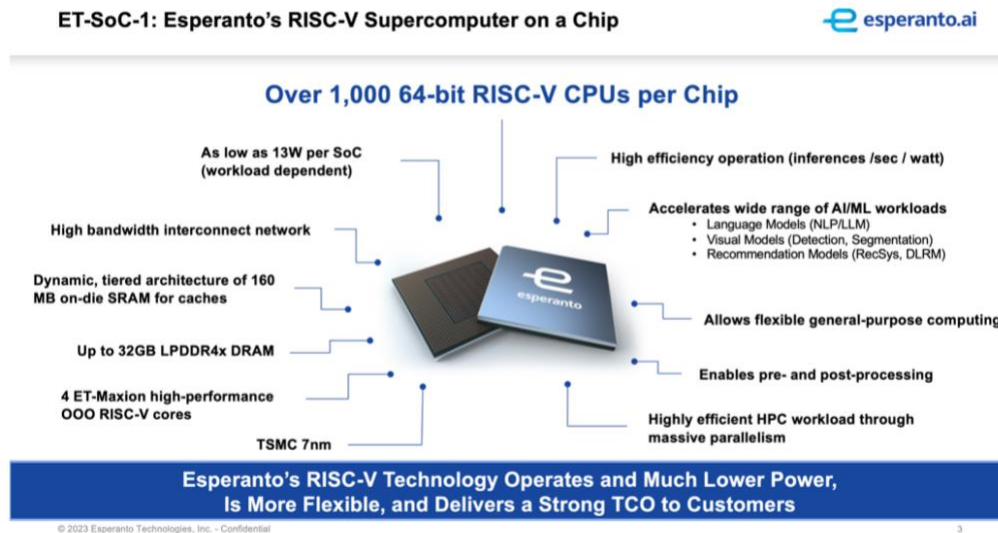 ET-SoC-1: Esperanto's RISC-V Supercomputer on a Chip
esperanto.ai
Over 1,000 64-bit RISC-V CPUs per Chip
As low as 13W per SoC
(workload dependent)
High bandwidth interconnect network
Dynamic, tiered architecture of 160
MB on-die SRAM for caches
Up to 32GB LPDDR4x DRAM
4 ET-Maxion high-performance
OOO RISC-V cores
TSMC 7nm
High efficiency operation (inferences /sec / watt)
Accelerates wide range of AI/ML workloads
• Language Models (NLP/LLM)
• Visual Models (Detection, Segmentation)
• Recommendation Models (RecSys, DLRM)
Allows flexible general-purpose computing
Enables pre- and post-processing
Highly efficient HPC workload through
massive parallelism
esperanto
Esperanto's RISC-V Technology Operates and Much Lower Power,
Is More Flexible, and Delivers a Strong TCO to Customers
© 2023 Esperanto Technologies, Inc. - Confidential
3